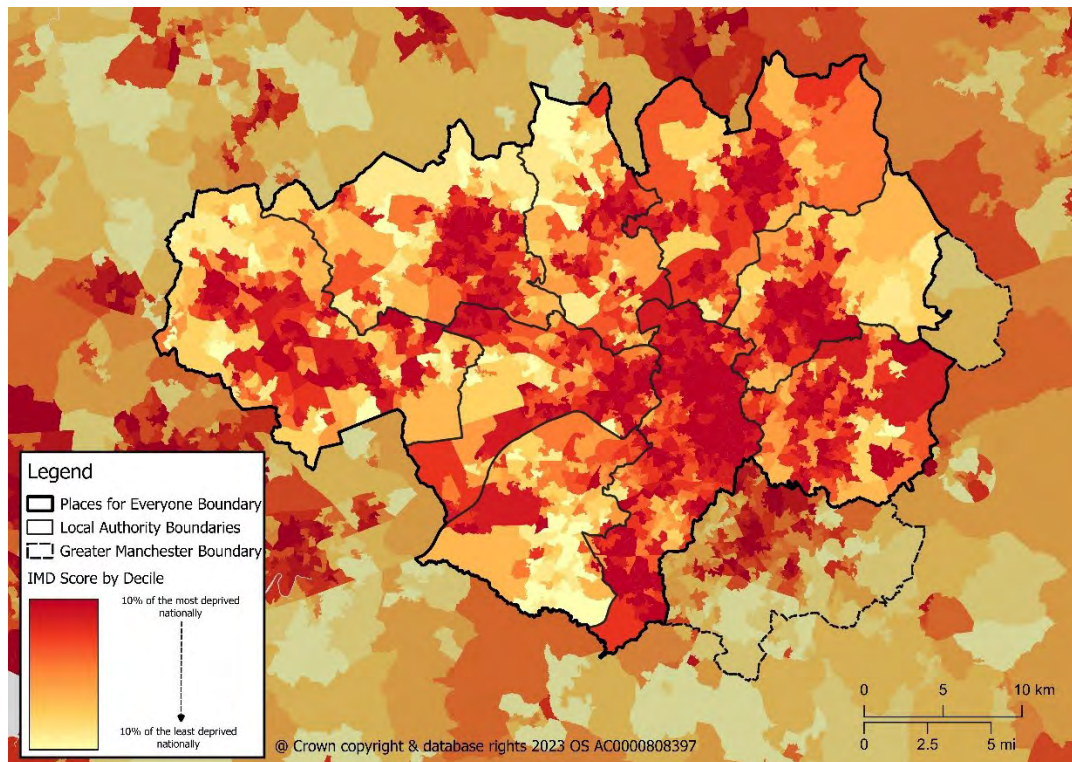 Legend
Places for Everyone Boundary
Local Authority Boundaries
Greater Manchester Boundary
IMD Score by Decile
10% of the most deprived
nationally
10% of the least deprived
nationally
@ Crown copyright & database rights 2023 OS AC0000808397
0 5 10 km
0 2.5 5 mi